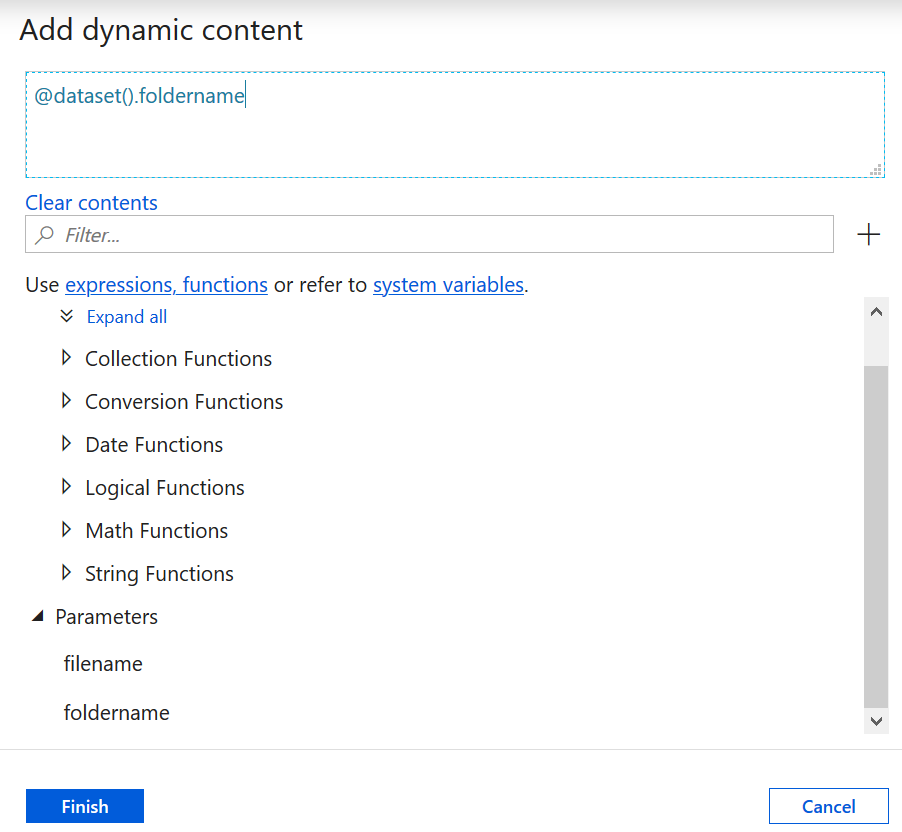 Add dynamic content
@dataset().foldername
Clear contents
Filter...
Use expressions, functions or refer to system variables.
Expand all
Collection Functions
Conversion Functions
Date Functions
Logical Functions
Math Functions
String Functions
Parameters
filename
foldername
Finish
Cancel